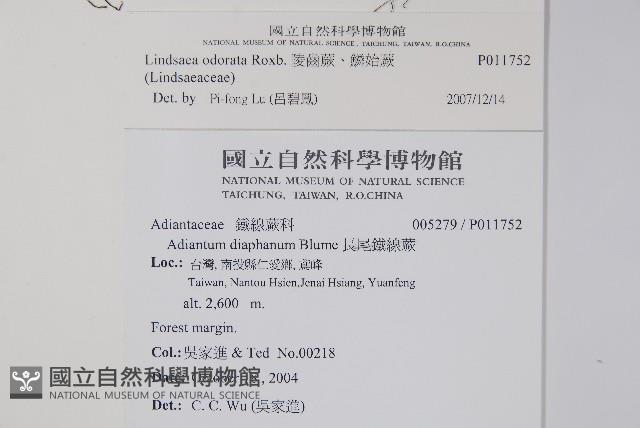 國立自然科學博物館
NATIONAL MUSEUM OF NATURAL SCIENCE, TAICHUNG, TAIWAN, R.O.CHINA
Lindsaea odorata Roxb. 陵齒蕨、鱗始蕨 P011752
(Lindsaeaceae)
Det. by Pi-fong Lu (呂碧鳳) 2007/12/14
國立自然科學博物館
NATIONAL MUSEUM OF NATURAL SCIENCE
TAICHUNG, TAIWAN, R.O.CHINA
Adiantaceae 鐵線蕨科 005279 / P011752
Adiantum diaphanum Blume 長尾鐵線蕨
Loc.: 台灣, 南投縣仁愛鄉, 鳶峰
Taiwan, Nantou Hsien,Jenai Hsiang, Yuanfeng
alt. 2,600 m.
Forest margin.
Col.: 吳家進 & Ted No.00218
, 2004
Det.: C. C. Wu (吳家進)
國立自然科學博物館
NATIONAL MUSEUM OF NATURAL SCIENCE